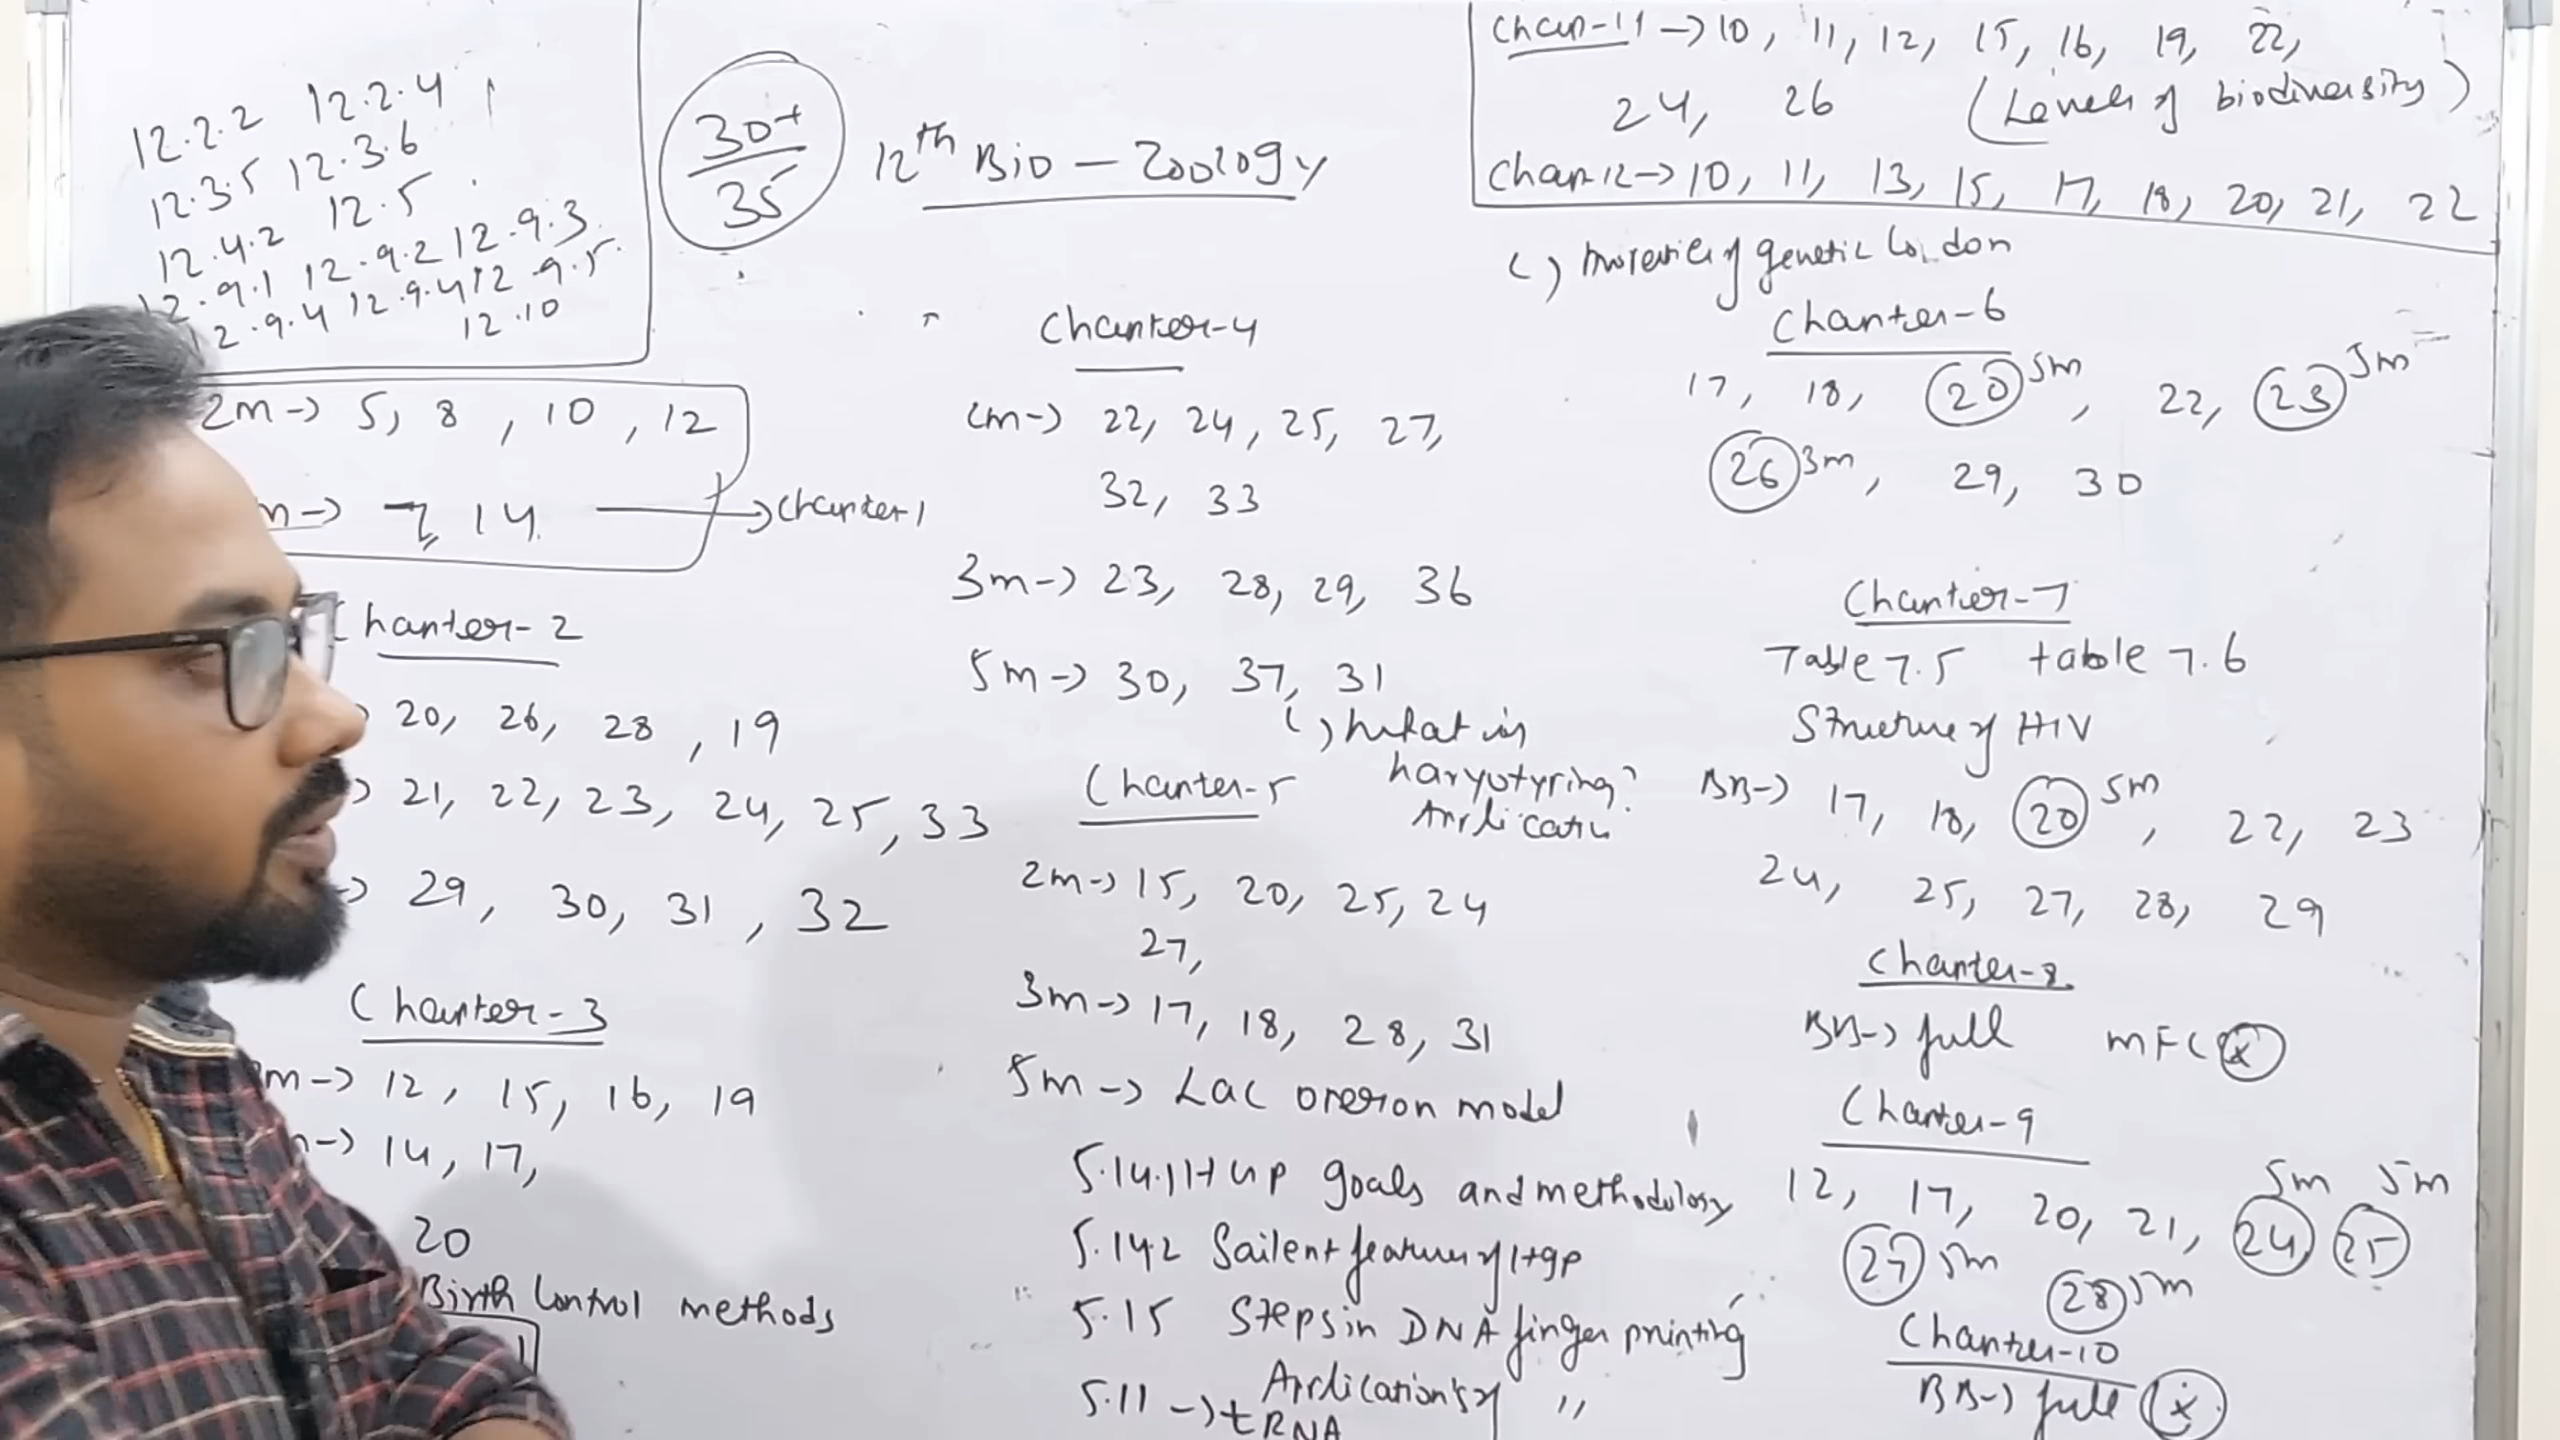 12.2.2 12.2.4
12.3.5 12.3.6
12.4.2 12.5
12.9.1 12.9.2 12.9.3
12.9.4 12.9.4 12.9.5
12.10
30+
35
12th Bio - Zoology
Chap-11 -> 10, 11, 12, 15, 16, 19, 22,
24, 26 (Levels of biodiversity)
Chap-12 -> 10, 11, 13, 15, 17, 18, 20, 21, 22
2m -> 5, 8, 10, 12
m -> 7, 14 -> Chapter 1
Chapter-2
20, 26, 28, 19
21, 22, 23, 24, 25, 33
-> 29, 30, 31, 32
Chapter-3
m -> 12, 15, 16, 19
-> 14, 17,
20
Birth Control methods
Chapter-4
2m -> 22, 24, 25, 27,
32, 33
3m -> 23, 28, 29, 36
5m -> 30, 37, 31
What is
karyotyping?
Applicatin
Chapter-5
2m -> 15, 20, 25, 24
27,
3m -> 17, 18, 28, 31
5m -> Lac operon model
5.14.1 HGP goals and methodology
5.14.2 Sailent features of HGP
5.15 Steps in DNA finger printing
Application's of "
5.11 -> tRNA
Properties of genetic Codon
Chapter-6
17, 18, 20 5m, 22, 23 5m
26 3m, 29, 30
Chapter-7
Table 7.5 table 7.6
Structure of HIV
BB -> 17, 18, 20 5m, 22, 23
24, 25, 27, 28, 29
Chapter-8
BB -> full MFC x
Chapter-9
12, 17, 20, 21, 24 5m 25 5m
27 5m 28 5m
Chapter-10
BB -> full x